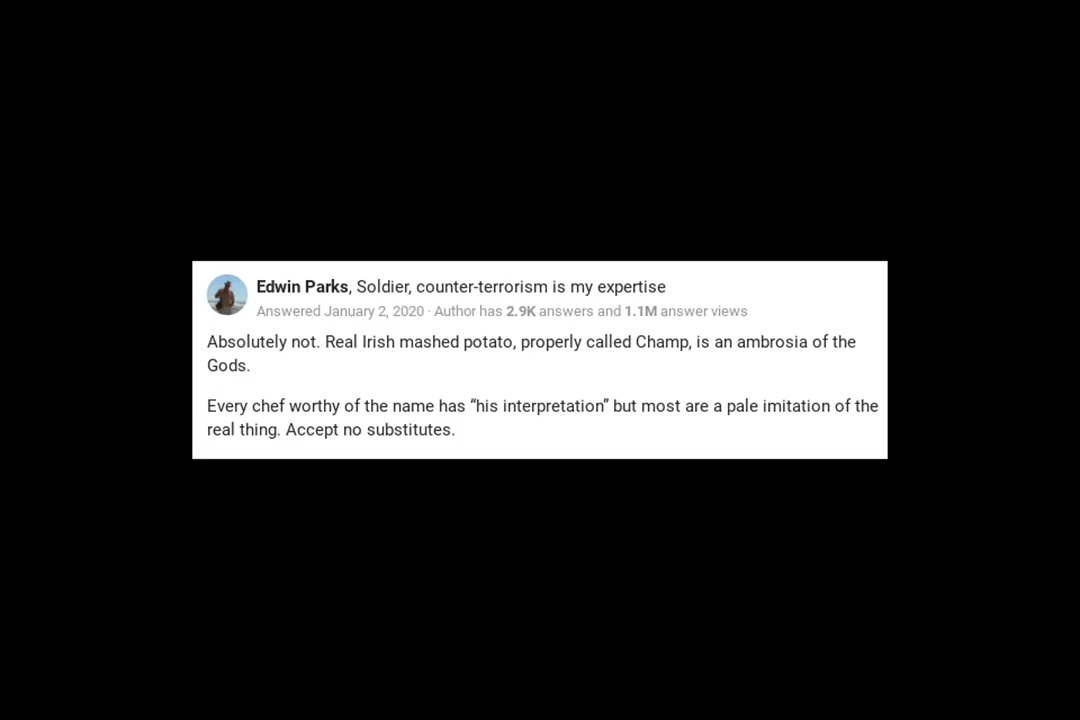 Edwin Parks, Soldier, counter-terrorism is my expertise
Answered January 2, 2020 · Author has 2.9K answers and 1.1M answer views
Absolutely not. Real Irish mashed potato, properly called Champ, is an ambrosia of the
Gods.
Every chef worthy of the name has “his interpretation” but most are a pale imitation of the
real thing. Accept no substitutes.